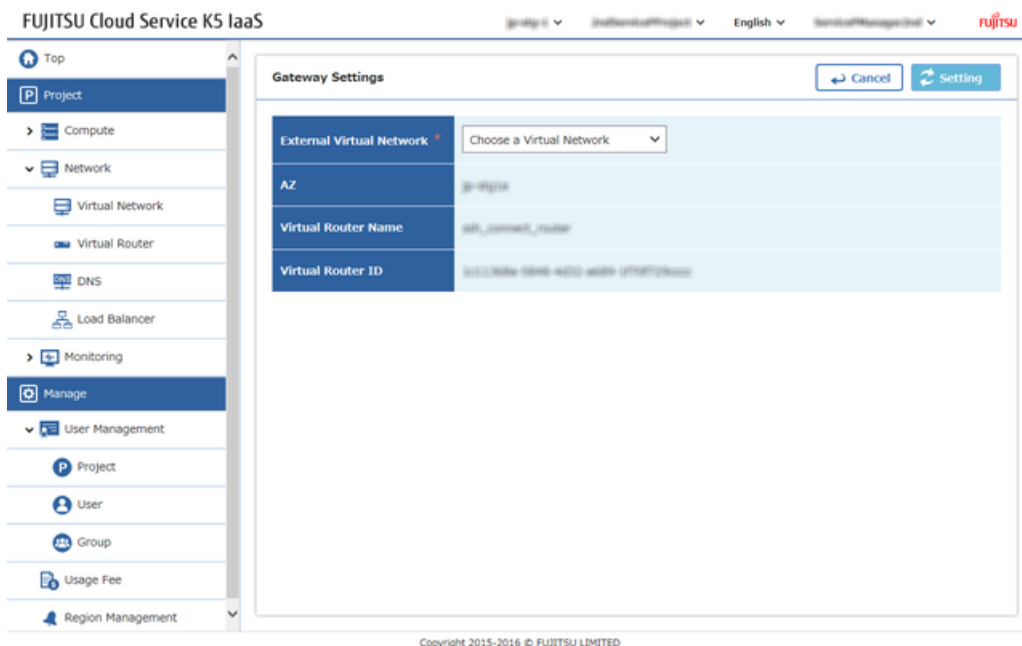 FUJITSU Cloud Service K5 IaaS
English
FUJITSU
Top
Project
Compute
Network
Virtual Network
Virtual Router
DNS
DNS
Load Balancer
Monitoring
Manage
User Management
Project
User
Group
Usage Fee
Region Management
Gateway Settings
Cancel
Setting
External Virtual Network *
Choose a Virtual Network
AZ
Virtual Router Name
Virtual Router ID
Copyright 2015-2016 © FUJITSU LIMITED